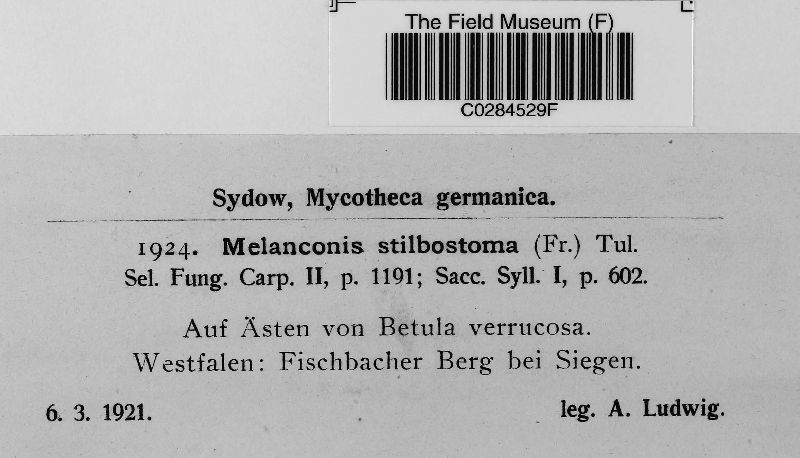 The Field Museum (F)
C0284529F
Sydow, Mycotheca germanica.
1924. Melanconis stilbostoma (Fr.) Tul.
Sel. Fung. Carp. II, p. 1191; Sacc. Syll. I, p. 602.
Auf Ästen von Betula verrucosa.
Westfalen: Fischbacher Berg bei Siegen.
6. 3. 1921. leg. A. Ludwig.